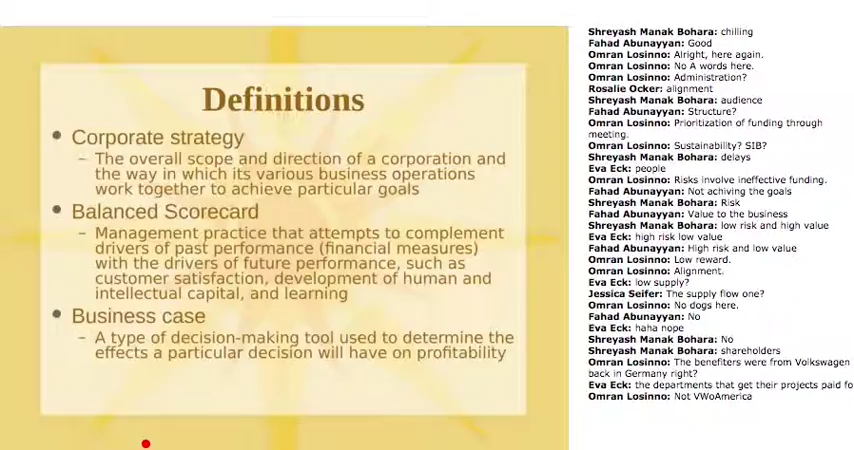 Definitions
• Corporate strategy
– The overall scope and direction of a corporation and
the way in which its various business operations
work together to achieve particular goals
• Balanced Scorecard
– Management practice that attempts to complement
drivers of past performance (financial measures)
with the drivers of future performance, such as
customer satisfaction, development of human and
intellectual capital, and learning
• Business case
– A type of decision-making tool used to determine the
effects a particular decision will have on profitability
Shreyash Manak Bohara: chilling
Fahad Abunayyan: Good
Omran Losinno: Alright, here again.
Omran Losinno: No A words here.
Omran Losinno: Administration?
Rosalie Ocker: alignment
Shreyash Manak Bohara: audience
Fahad Abunayyan: Structure?
Omran Losinno: Prioritization of funding through
meeting.
Omran Losinno: Sustainability? SIB?
Shreyash Manak Bohara: delays
Eva Eck: people
Omran Losinno: Risks involve ineffective funding.
Fahad Abunayyan: Not achiving the goals
Shreyash Manak Bohara: Risk
Fahad Abunayyan: Value to the business
Shreyash Manak Bohara: low risk and high value
Eva Eck: high risk low value
Fahad Abunayyan: High risk and low value
Omran Losinno: Low reward.
Omran Losinno: Alignment.
Eva Eck: low supply?
Jessica Seifer: The supply flow one?
Omran Losinno: No dogs here.
Fahad Abunayyan: No
Eva Eck: haha nope
Shreyash Manak Bohara: No
Shreyash Manak Bohara: shareholders
Omran Losinno: The benefiters were from Volkswagen
back in Germany right?
Eva Eck: the departments that get their projects paid fo
Omran Losinno: Not VWoAmerica